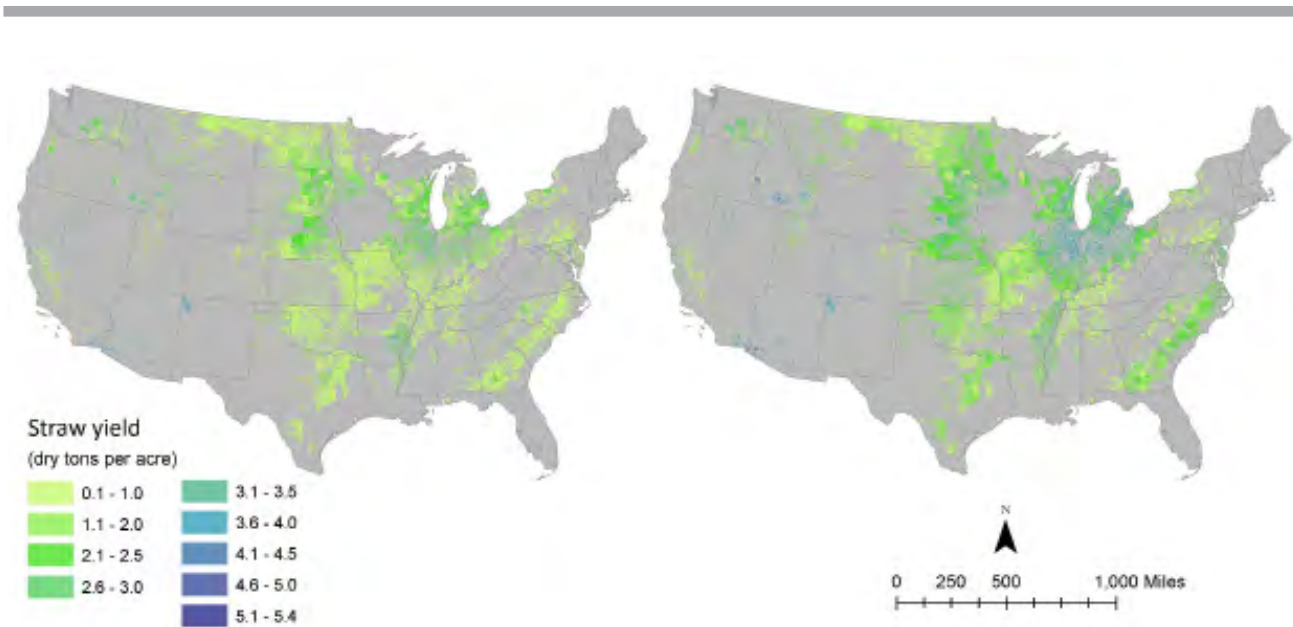 Straw yield
(dry tons per acre)
0.1 - 1.0
1.1 - 2.0
2.1 - 2.5
2.6 - 3.0
3.1 - 3.5
3.6 - 4.0
4.1 - 4.5
4.6 - 5.0
5.1 - 5.4
N
0 250 500 1,000 Miles